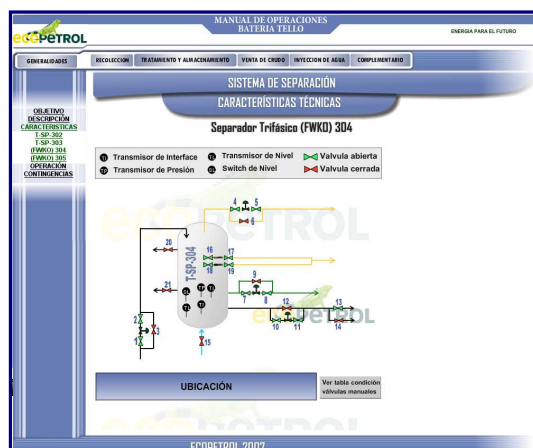 ecopetrol
MANUAL DE OPERACIONES
BATERIA TELLO
ENERGIA PARA EL FUTURO
GENERALIDADES
RECOLECCION TRATAMIENTO Y ALMACENAMIENTO VENTA DE CRUDO INYECCION DE AGUA COMPLEMENTARIO
SISTEMA DE SEPARACIÓN
CARACTERÍSTICAS TÉCNICAS
Separador Trifásico (FWKO) 304
OBJETIVO
DESCRIPCIÓN
CARACTERISTICAS
T-SP-302
T-SP-303
(FWKO) 304
(FWKO) 305
OPERACIÓN
CONTINGENCIAS
Transmisor de Interface
Transmisor de Nivel
Valvula abierta
Transmisor de Presión
Switch de Nivel
Valvula cerrada
ecoPETROL
4 5
6
20
16 17
18 19
T-SP-304
21
9
7 8
12 13
10 11 14
2
3
1
15
ecoPETROL
UBICACIÓN
Ver tabla condición
válvulas manuales
ECOPETROL 2007